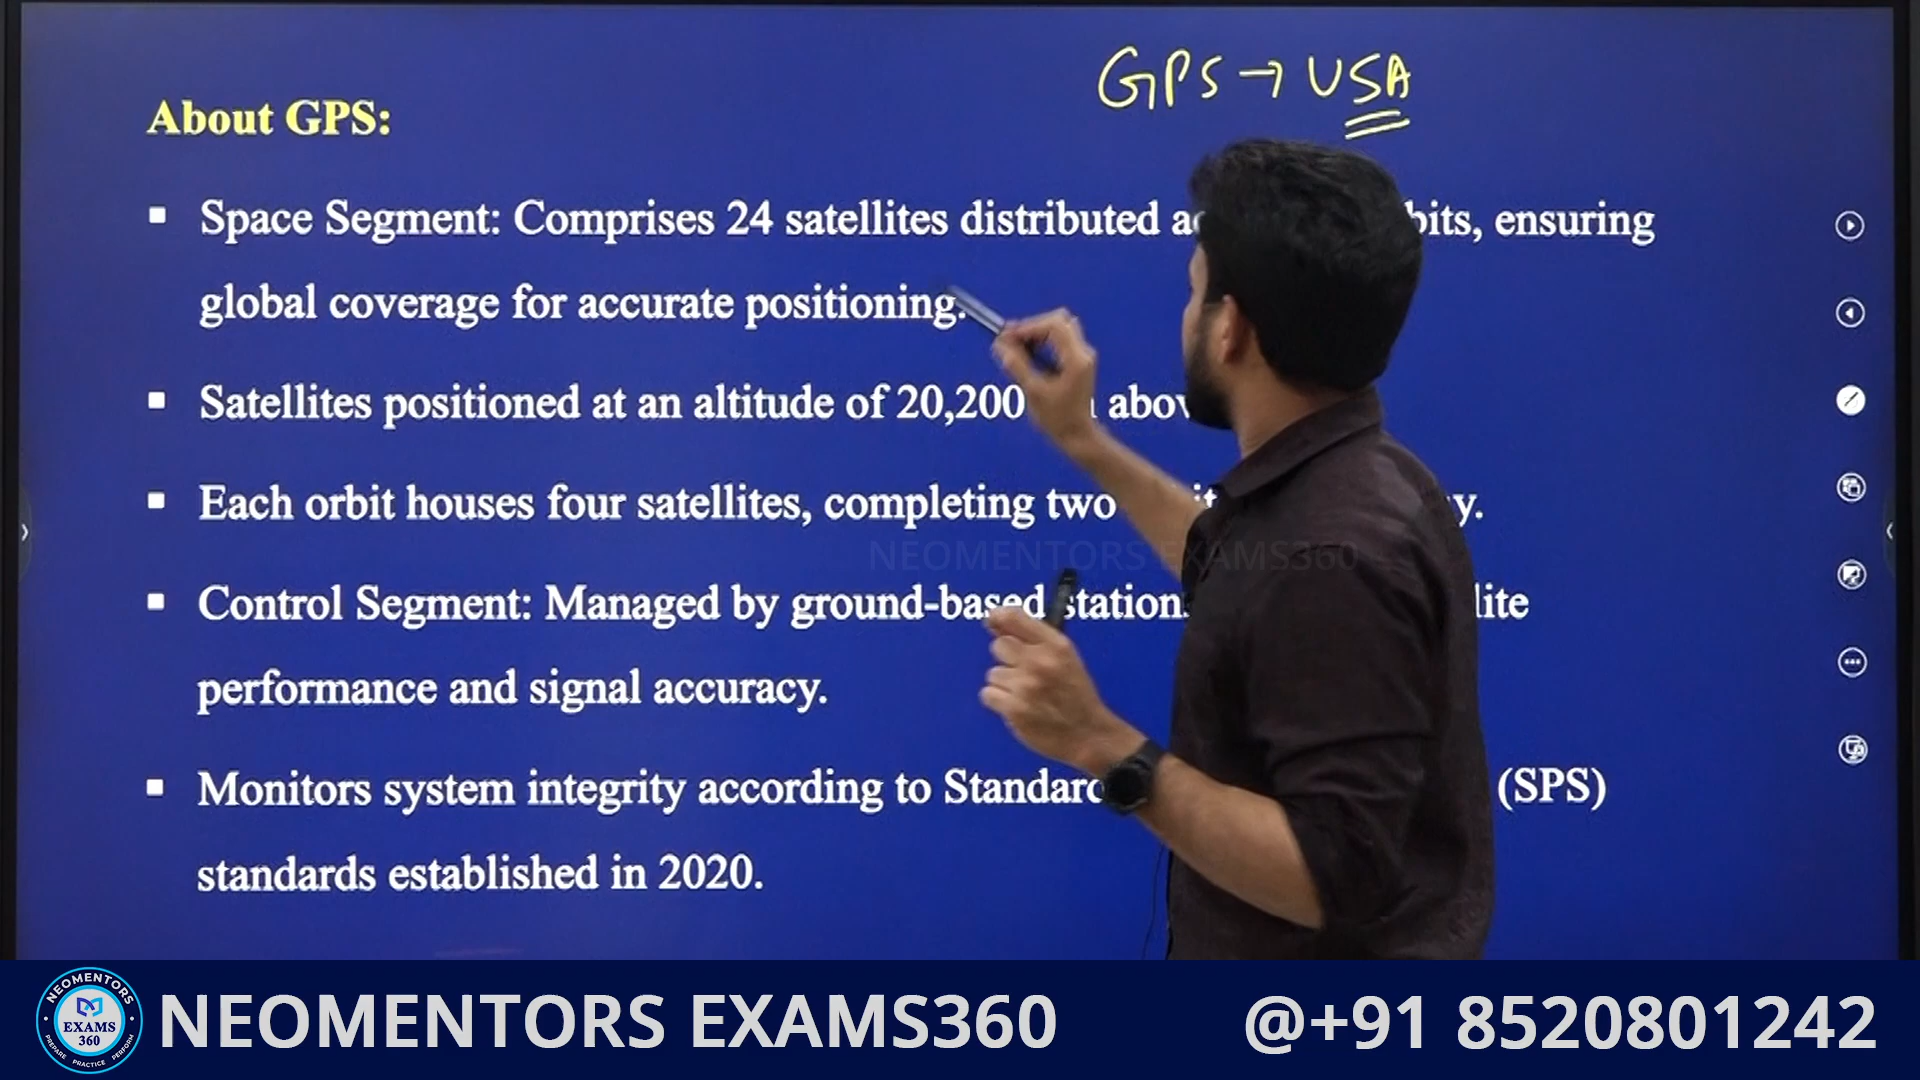 GPS → USA
About GPS:
▪ Space Segment: Comprises 24 satellites distributed bits, ensuring
global coverage for accurate positioning.
▪ Satellites positioned at an altitude of 20,200
▪ Each orbit houses four satellites, completing two y.
▪ Control Segment: Managed by ground-based station lite
performance and signal accuracy.
▪ Monitors system integrity according to Standard (SPS)
standards established in 2020.
NEOMENTORS EXAMS360
NEOMENTORS
EXAMS
360
PREPARE PRACTICE PERFORM
NEOMENTORS EXAMS360 @+91 8520801242